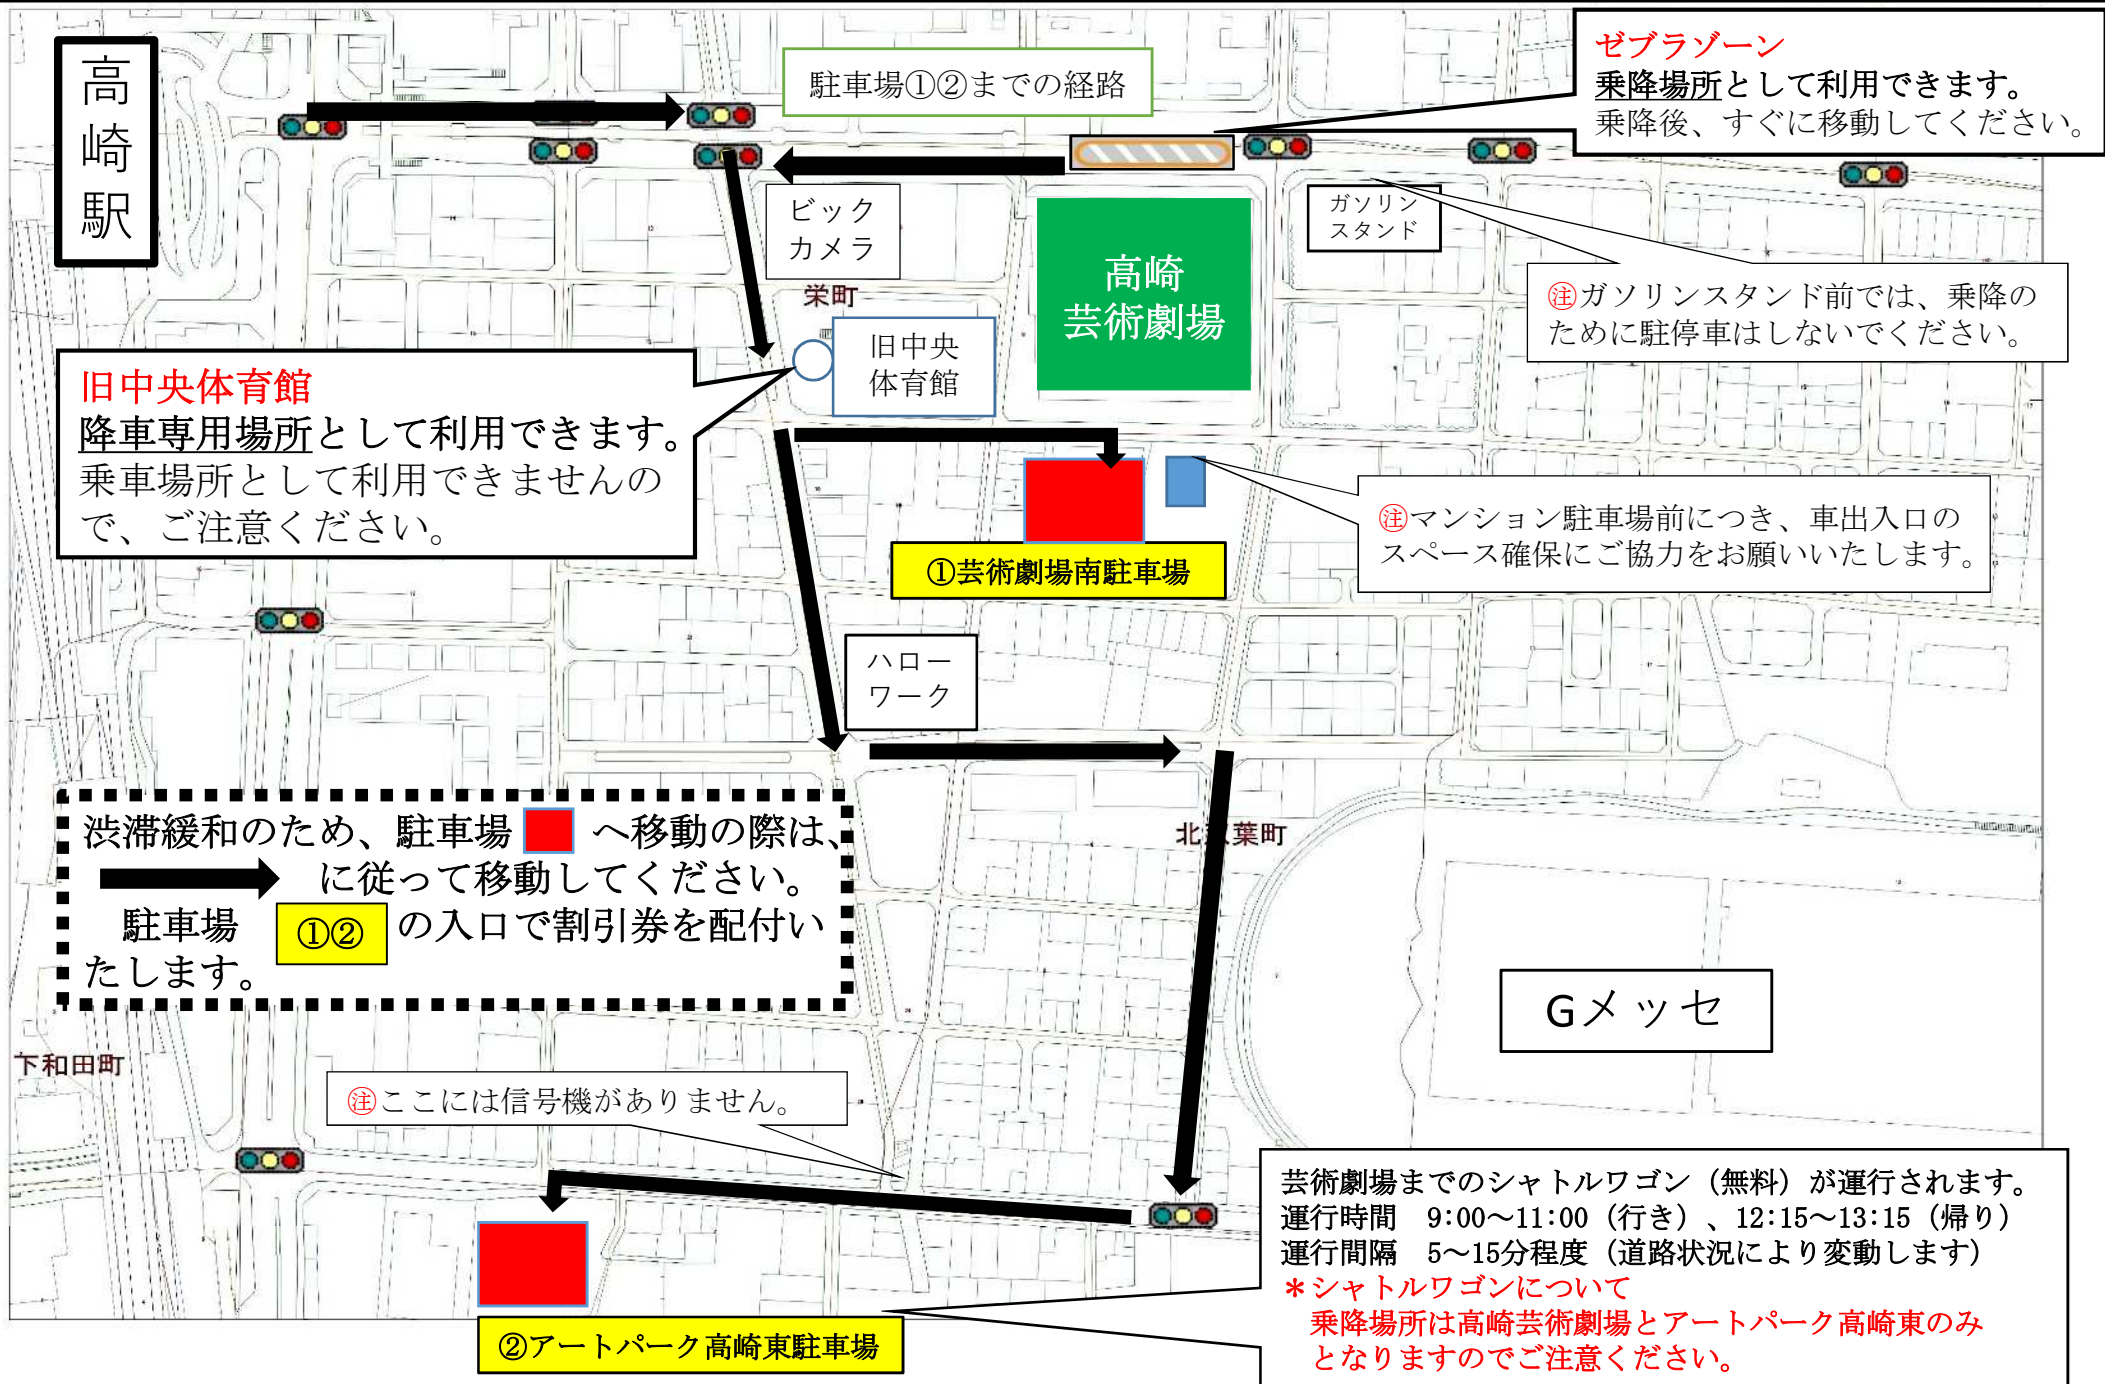 高
崎
駅
駐車場①②までの経路
ゼブラゾーン
乗降場所として利用できます。
乗降後、すぐに移動してください。
ビック
カメラ
ガソリン
スタンド
高崎
芸術劇場
栄町
㊟ガソリンスタンド前では、乗降の
ために駐停車はしないでください。
旧中央
体育館
旧中央体育館
降車専用場所として利用できます。
乗車場所として利用できませんの
で、ご注意ください。
㊟マンション駐車場前につき、車出入口の
スペース確保にご協力をお願いいたします。
①芸術劇場南駐車場
ハロー
ワーク
渋滞緩和のため、駐車場 へ移動の際は、
に従って移動してください。
駐車場 ①② の入口で割引券を配付い
たします。
葉町
Gメッセ
下和田町
㊟ここには信号機がありません。
芸術劇場までのシャトルワゴン（無料）が運行されます。
運行時間　9:00～11:00（行き）、12:15～13:15（帰り）
運行間隔　5～15分程度（道路状況により変動します）
＊シャトルワゴンについて
乗降場所は高崎芸術劇場とアートパーク高崎東のみ
となりますのでご注意ください。
②アートパーク高崎東駐車場